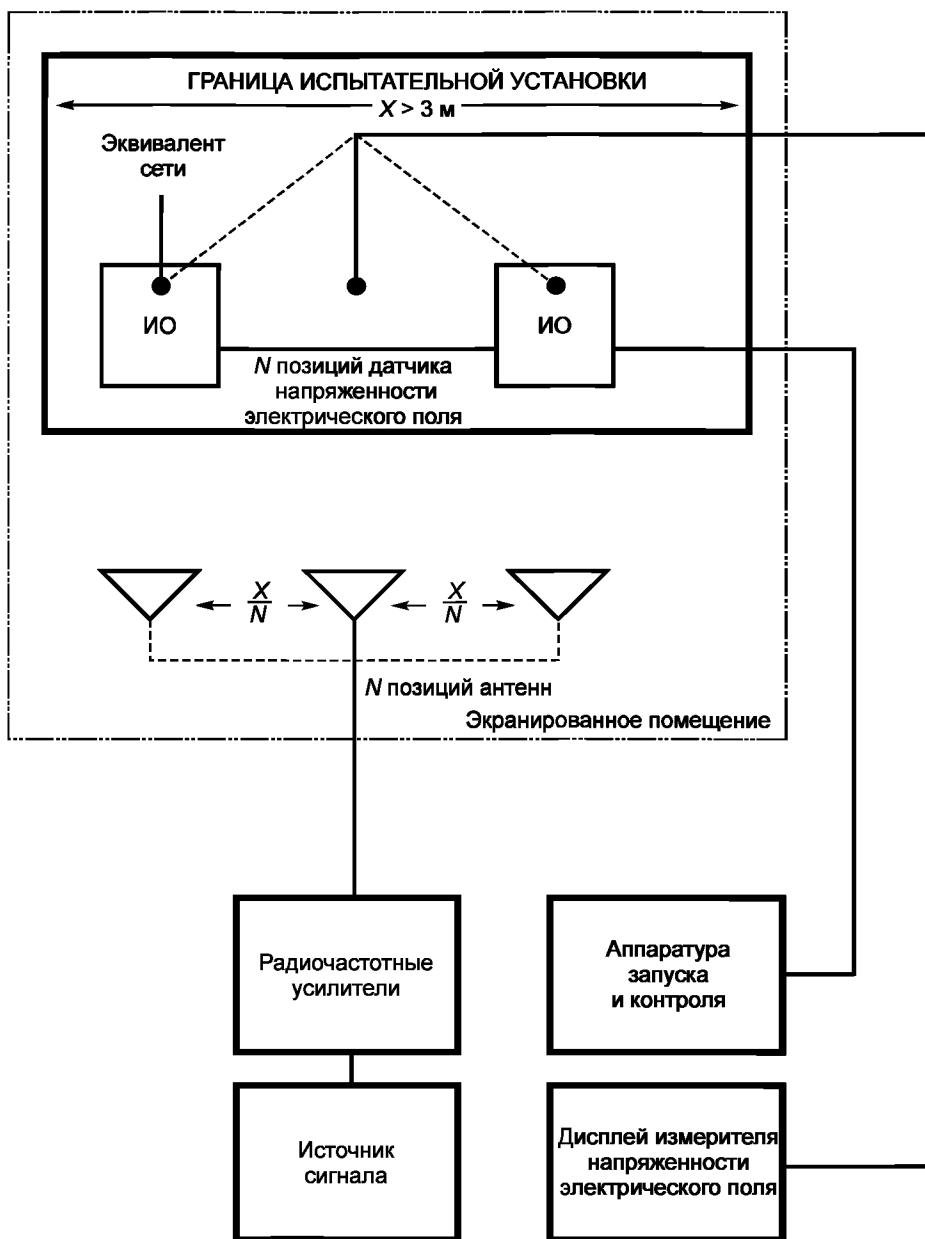 ГРАНИЦА ИСПЫТАТЕЛЬНОЙ УСТАНОВКИ
X > 3 м
Эквивалент
сети
ИО
ИО
N позиций датчика
напряженности
электрического поля
X
N
X
N
N позиций антенн
Экранированное помещение
Радиочастотные
усилители
Аппаратура
запуска
и контроля
Источник
сигнала
Дисплей измерителя
напряженности
электрического поля